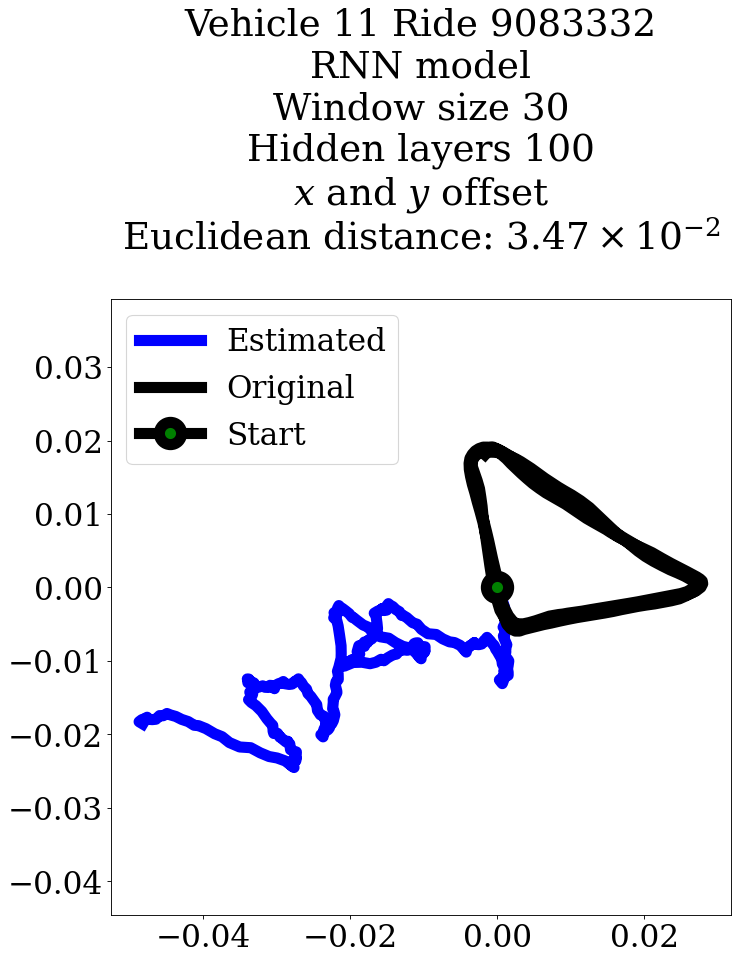 Vehicle 11 Ride 9083332
RNN model
Window size 30
Hidden layers 100
x and y offset
Euclidean distance: 3.47 × 10⁻²
Estimated
Original
Start
0.03
0.02
0.01
0.00
−0.01
−0.02
−0.03
−0.04
−0.04 −0.02 0.00 0.02